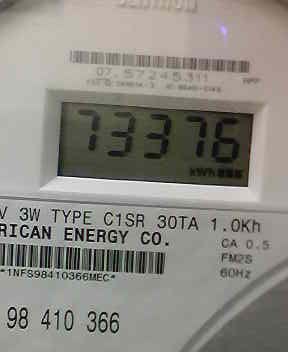 CENTRON
07.57245311
73376
kWh
V 3W TYPE C1SR 30TA 1.0Kh
RICAN ENERGY CO.
CA 0.5
FM2S
*1NFS98410366MEC*
60Hz
98 410 366